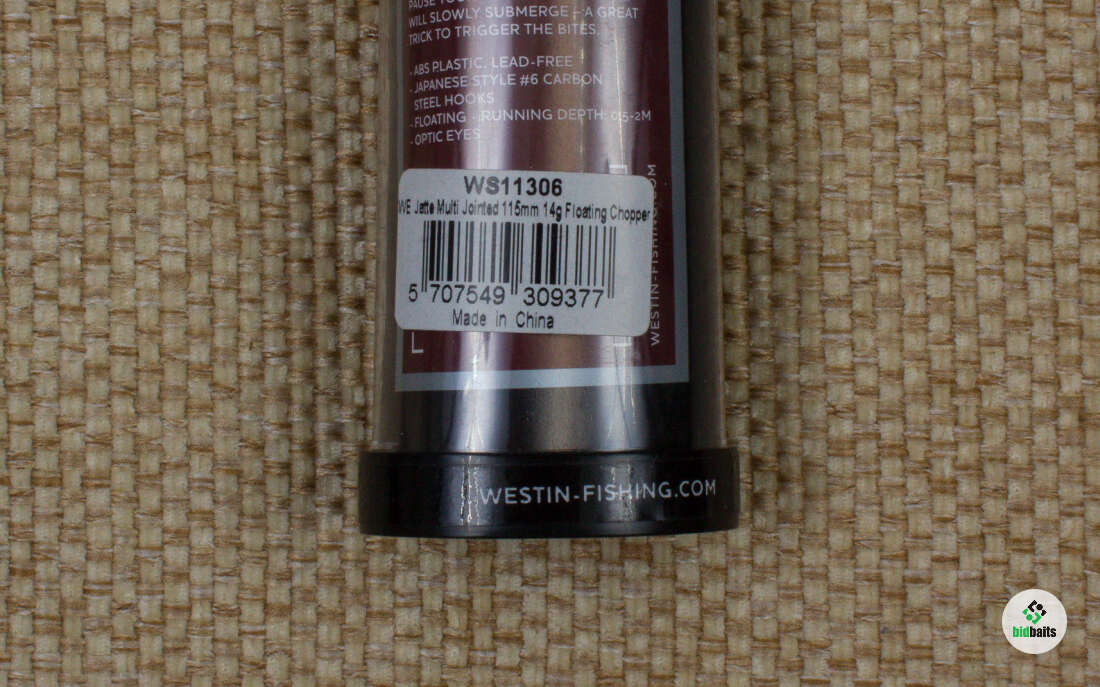 PAUSE YOU
WILL SLOWLY SUBMERGE – A GREAT
TRICK TO TRIGGER THE BITES.
- ABS PLASTIC, LEAD-FREE
- JAPANESE STYLE #6 CARBON
STEEL HOOKS
- FLOATING - RUNNING DEPTH: 0,5-2M
- OPTIC EYES
WS11306
WE Jatte Multi Jointed 115mm 14g Floating Chopper
5 707549 309377
Made in China
WESTIN-FISHING.COM
WESTIN-FISHING.COM
bidbaits